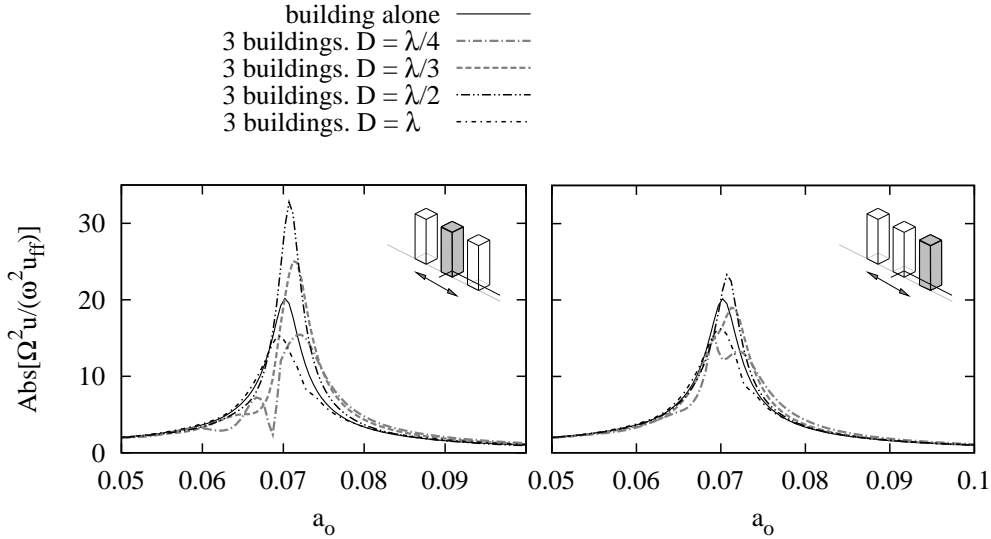 building alone
3 buildings. D = λ/4
3 buildings. D = λ/3
3 buildings. D = λ/2
3 buildings. D = λ
Abs[Ω²u/(ω²u_ff)]
30
20
10
0
0.05 0.06 0.07 0.08 0.09 0.05 0.06 0.07 0.08 0.09 0.1
a_o a_o